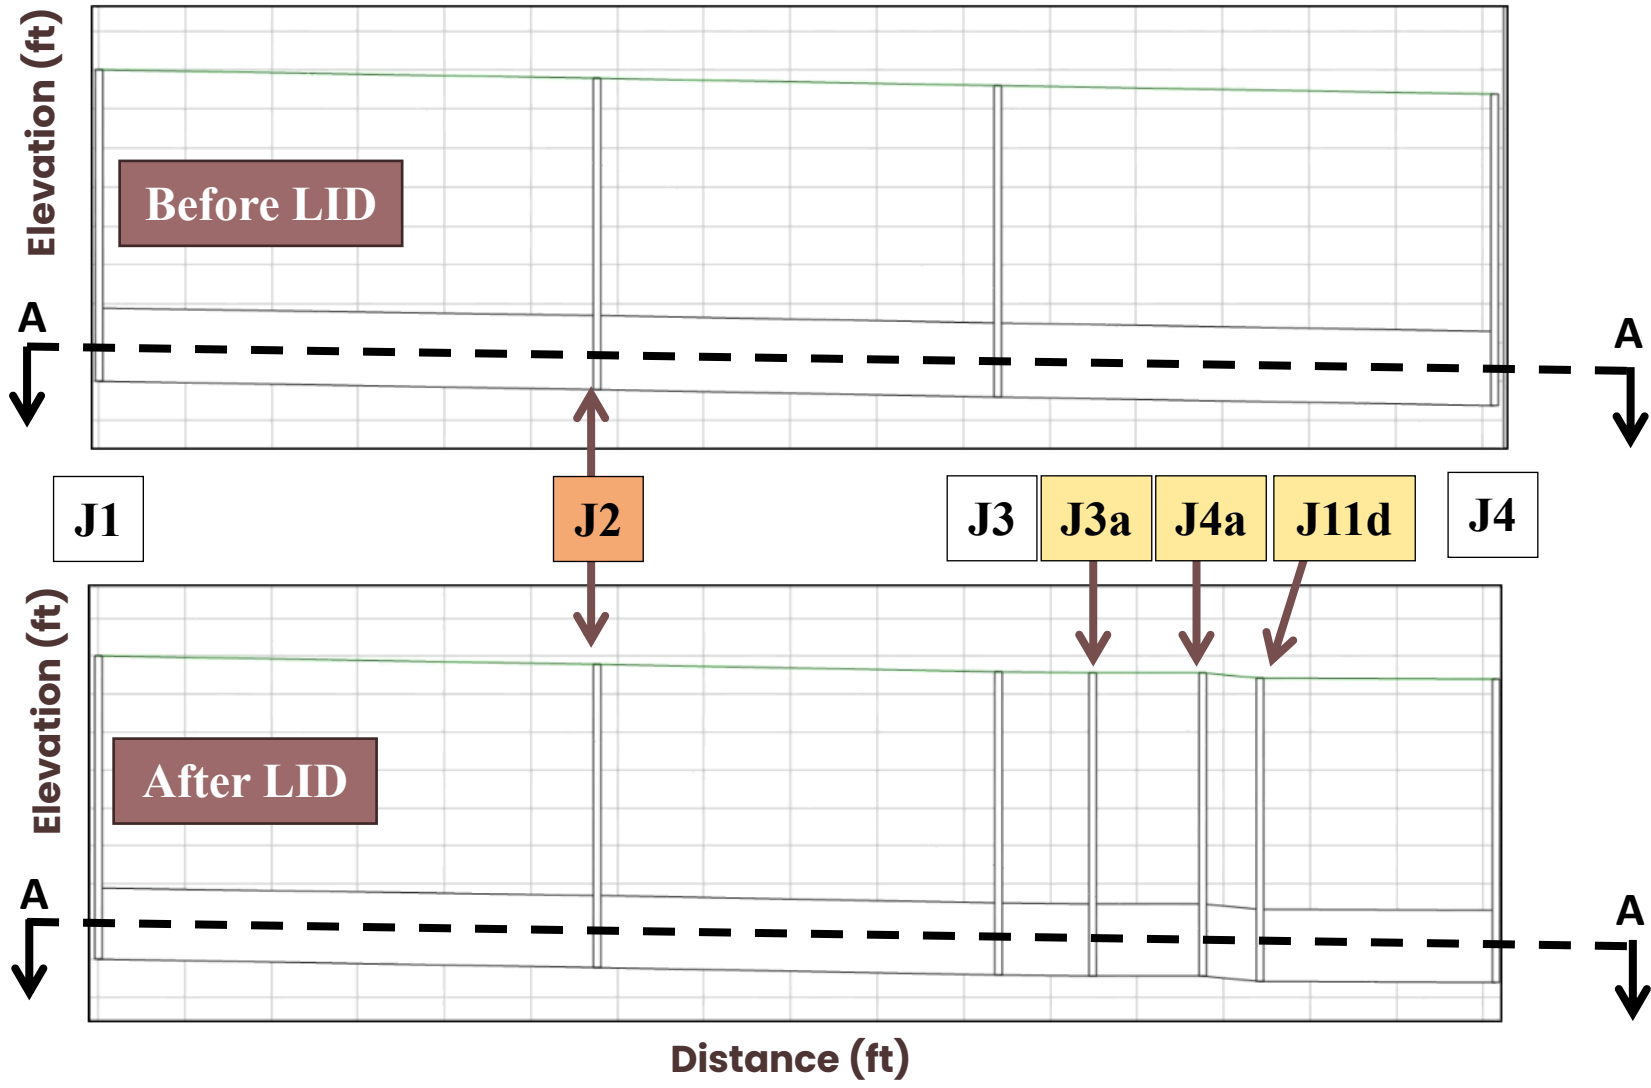 Elevation (ft)
Before LID
A
A
J1
J2
J3
J3a
J4a
J11d
J4
Elevation (ft)
After LID
A
A
Distance (ft)